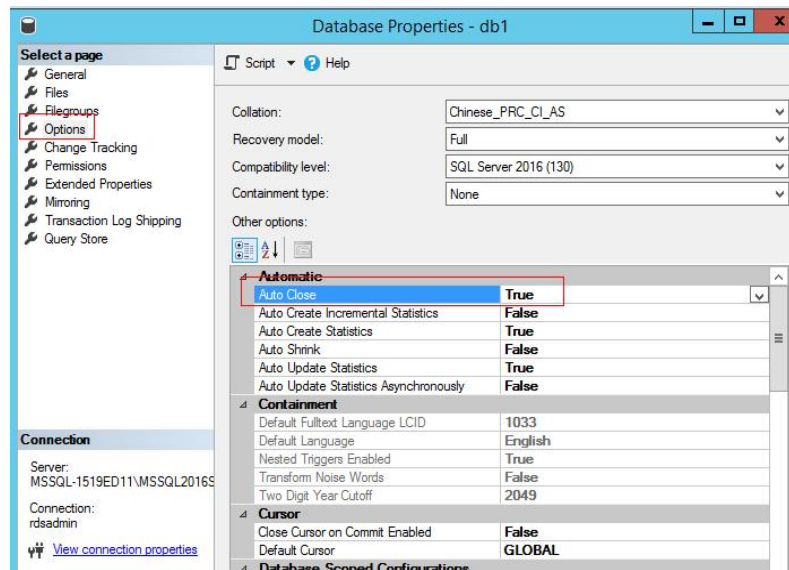 Database Properties - db1
Select a page
General
Files
Filegroups
Options
Change Tracking
Permissions
Extended Properties
Mirroring
Transaction Log Shipping
Query Store
Connection
Server:
MSSQL-1519ED11\MSSQL2016S
Connection:
rdsadmin
View connection properties
Script Help
Collation: Chinese_PRC_CI_AS
Recovery model: Full
Compatibility level: SQL Server 2016 (130)
Containment type: None
Other options:
Automatic
Auto Close True
Auto Create Incremental Statistics False
Auto Create Statistics True
Auto Shrink False
Auto Update Statistics True
Auto Update Statistics Asynchronously False
Containment
Default Fulltext Language LCID 1033
Default Language English
Nested Triggers Enabled True
Transform Noise Words False
Two Digit Year Cutoff 2049
Cursor
Close Cursor on Commit Enabled False
Default Cursor GLOBAL
Database Scoped Configurations